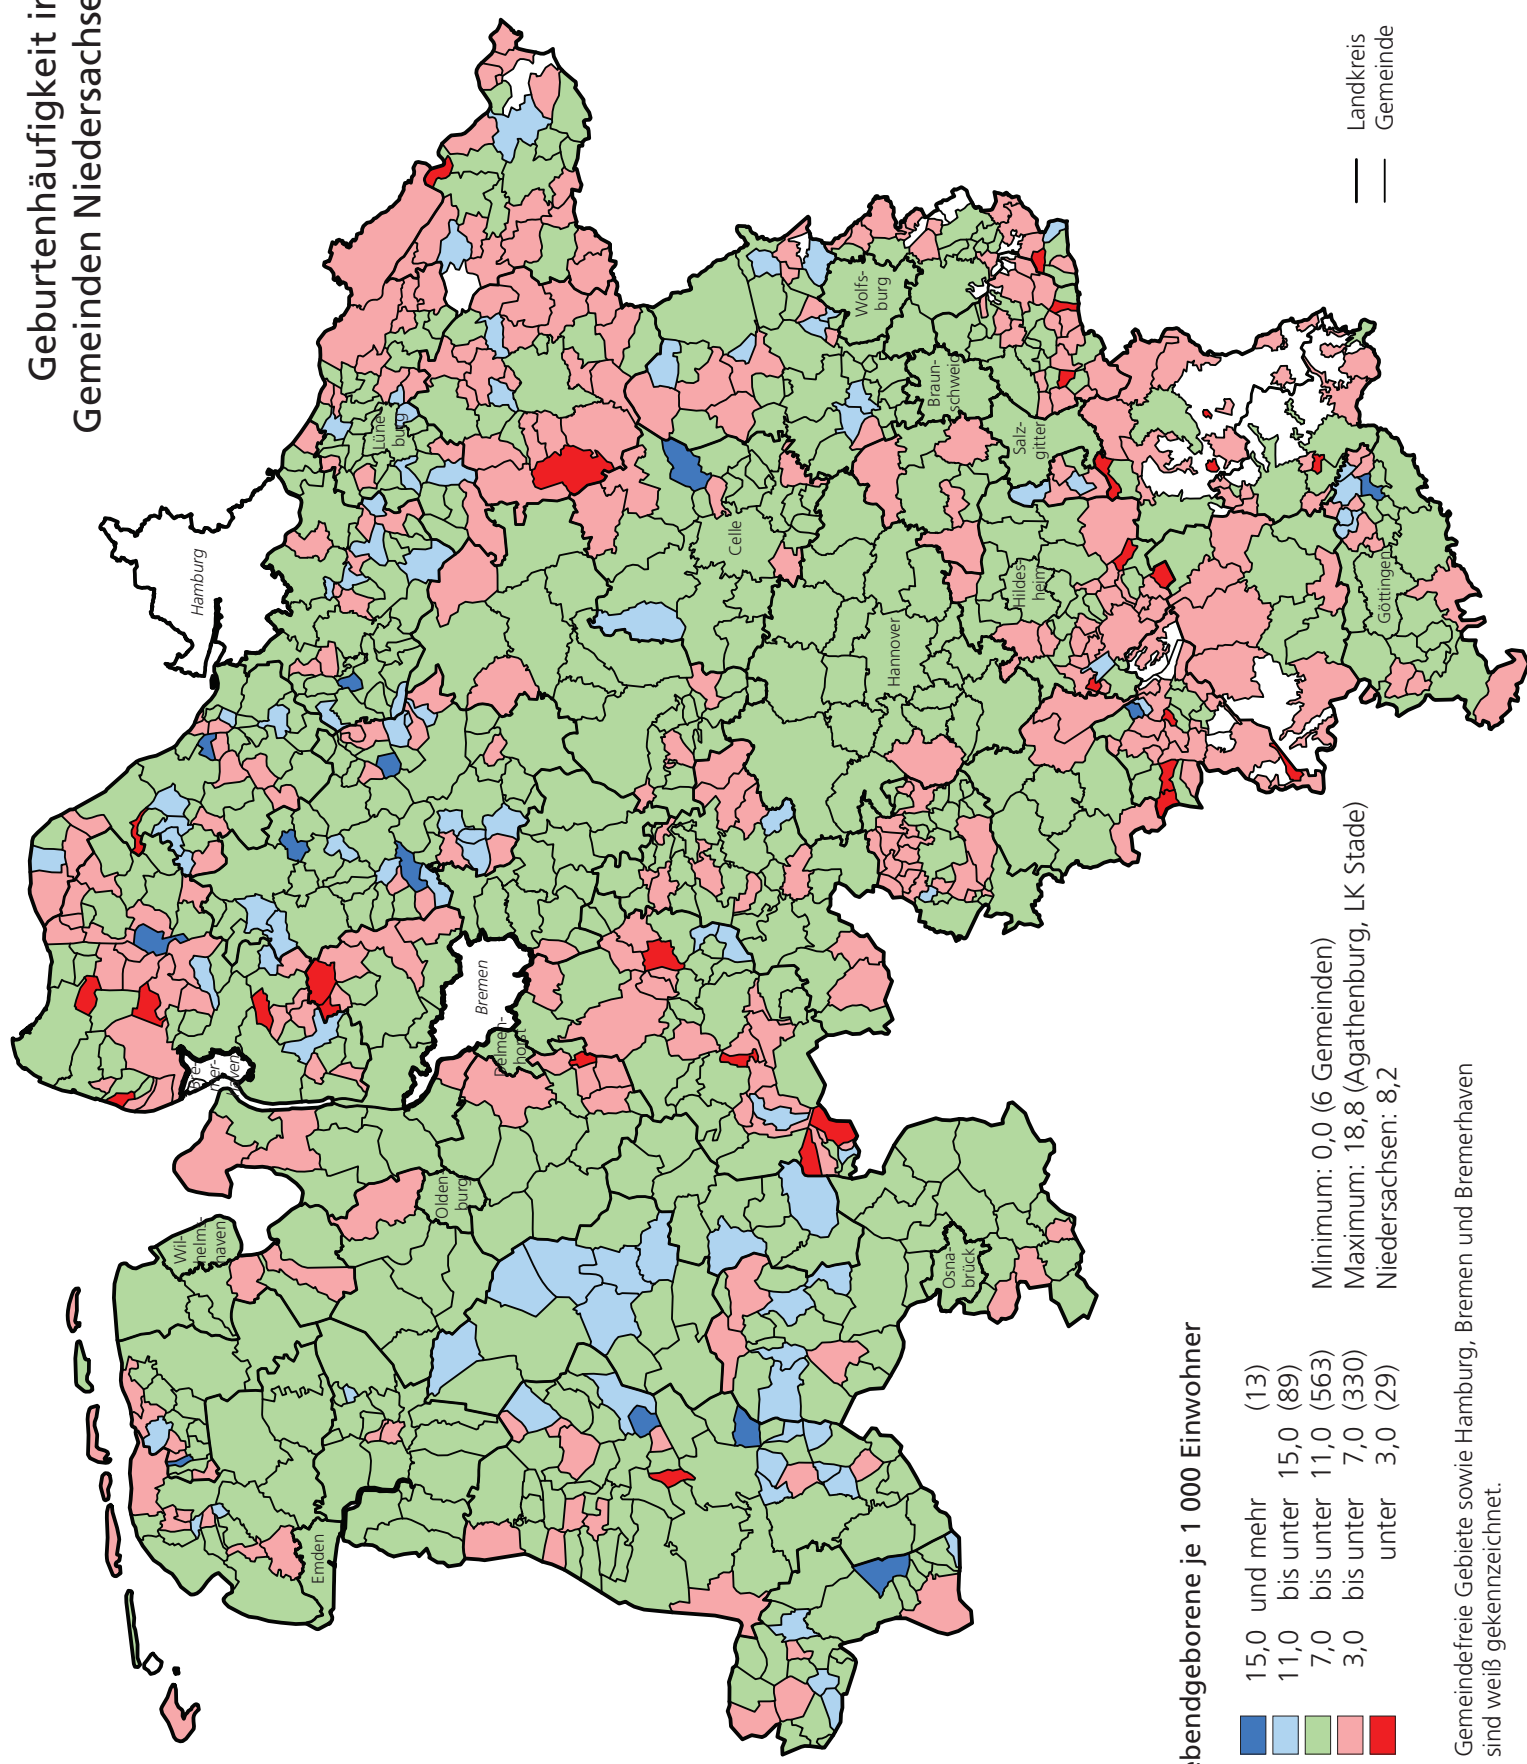 Geburtenhäufigkeit
Gemeinden
Hamburg
Lüne-
burg
Wolfs-
burg
Braun-
schweig
Salz-
gitter
Celle
Hildes-
heim
Hannover
Göttingen
Bremen
Bre-
mer-
haven
Delmen-
horst
Olden-
burg
Wil-
helms-
haven
Emden
Osna-
brück
Landkreis
Gemeinde
je 1 000 Einwohner
15,0 und mehr (13)
11,0 bis unter 15,0 (89)
7,0 bis unter 11,0 (563)
3,0 bis unter 7,0 (330)
unter 3,0 (29)
Minimum: 0,0 (6 Gemeinden)
Maximum: 18,8 (Agathenburg, LK Stade)
Niedersachsen: 8,2
Gemeindefreie Gebiete sowie Hamburg, Bremen und Bremerhaven
sind weiß gekennzeichnet.